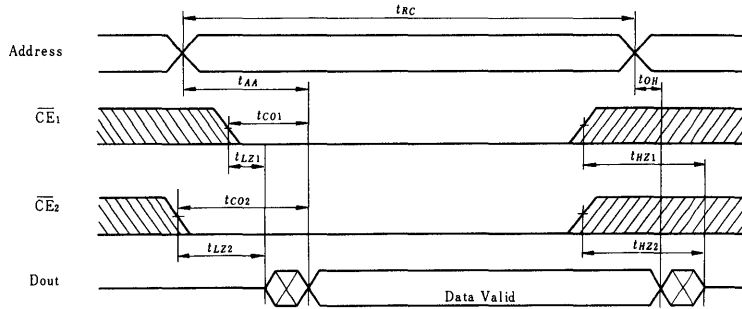 tRC
Address
tAA
tOH
CE1
tCO1
tLZ1
tHZ1
CE2
tCO2
tLZ2
tHZ2
Dout
Data Valid